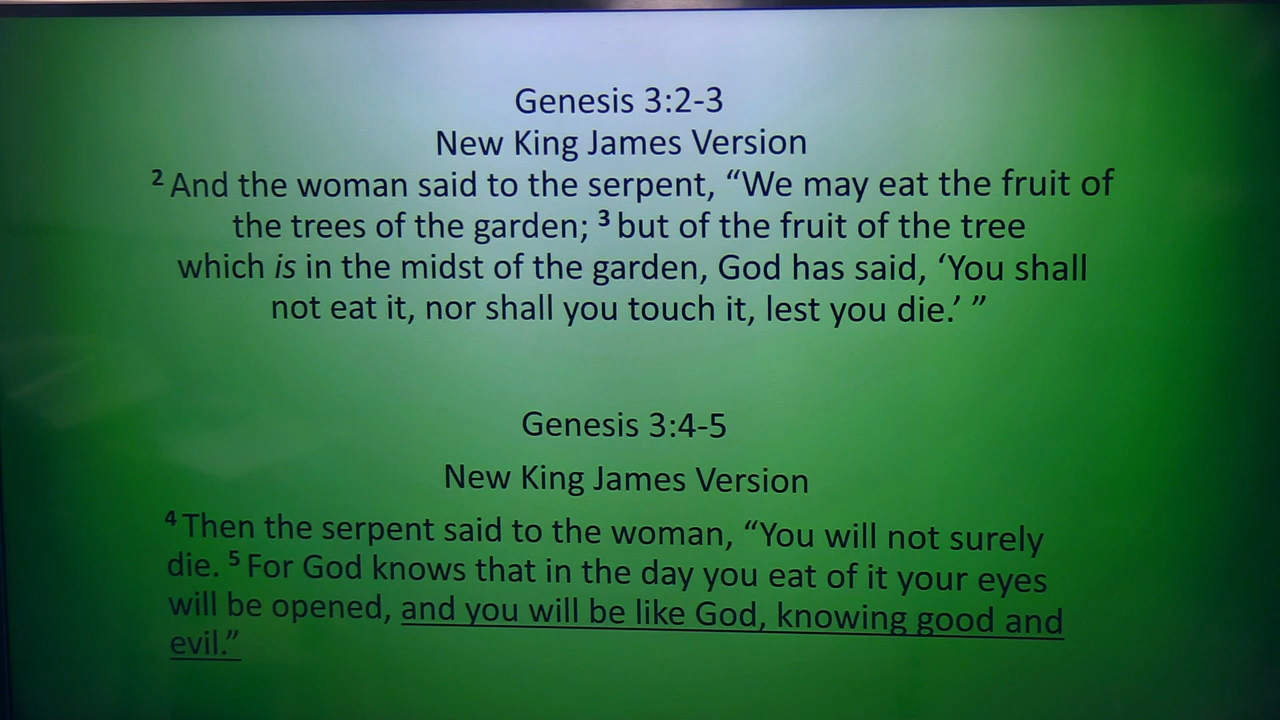 Genesis 3:2-3
New King James Version
2 And the woman said to the serpent, “We may eat the fruit of
the trees of the garden; 3 but of the fruit of the tree
which is in the midst of the garden, God has said, ‘You shall
not eat it, nor shall you touch it, lest you die.’ ”
Genesis 3:4-5
New King James Version
4 Then the serpent said to the woman, “You will not surely
die. 5 For God knows that in the day you eat of it your eyes
will be opened, and you will be like God, knowing good and
evil.”